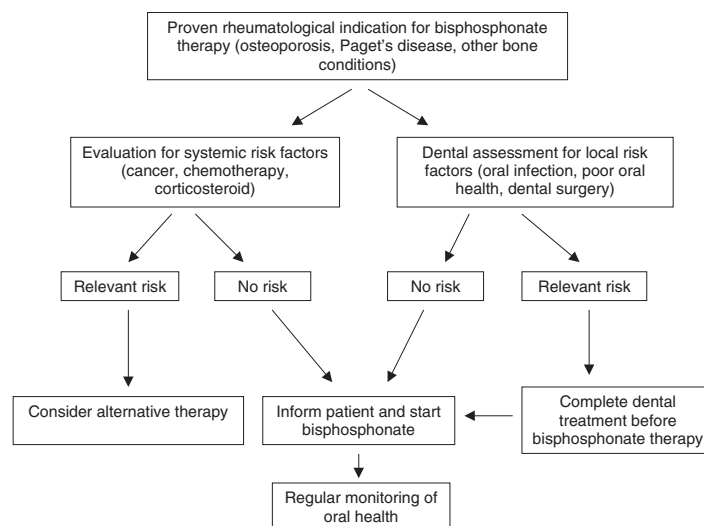 Proven rheumatological indication for bisphosphonate
therapy (osteoporosis, Paget's disease, other bone
conditions)
Evaluation for systemic risk factors
(cancer, chemotherapy,
corticosteroid)
Dental assessment for local risk
factors (oral infection, poor oral
health, dental surgery)
Relevant risk
No risk
No risk
Relevant risk
Consider alternative therapy
Inform patient and start
bisphosphonate
Complete dental
treatment before
bisphosphonate therapy
Regular monitoring of
oral health